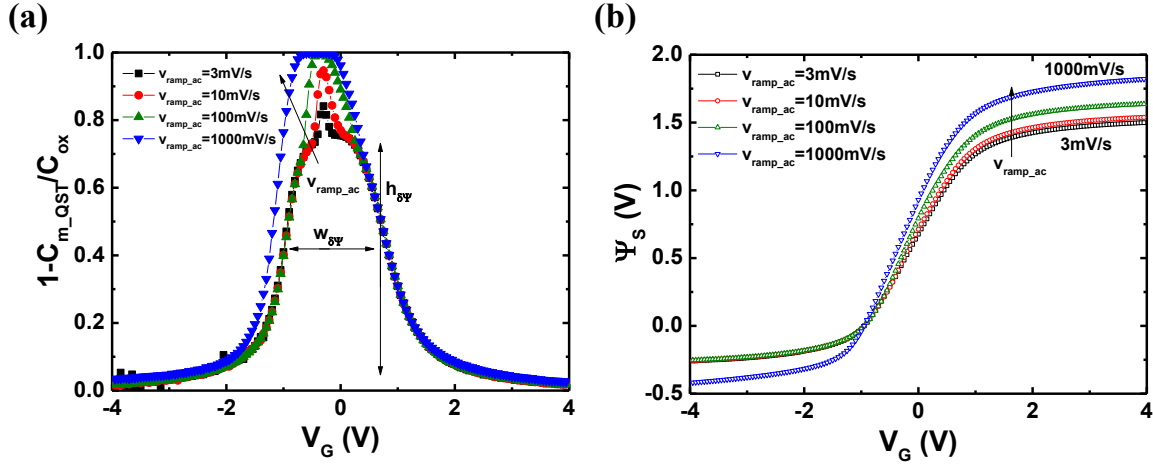 (a)
1-C_m_QST/C_ox
1.0
0.8
0.6
0.4
0.2
0.0
v_ramp_ac=3mV/s
v_ramp_ac=10mV/s
v_ramp_ac=100mV/s
v_ramp_ac=1000mV/s
v_ramp_ac
h_δΨ
w_δΨ
-4 -2 0 2 4
V_G (V)
(b)
Ψ_S (V)
2.0
1.5
1.0
0.5
0.0
-0.5
v_ramp_ac=3mV/s
v_ramp_ac=10mV/s
v_ramp_ac=100mV/s
v_ramp_ac=1000mV/s
1000mV/s
3mV/s
v_ramp_ac
-4 -2 0 2 4
V_G (V)